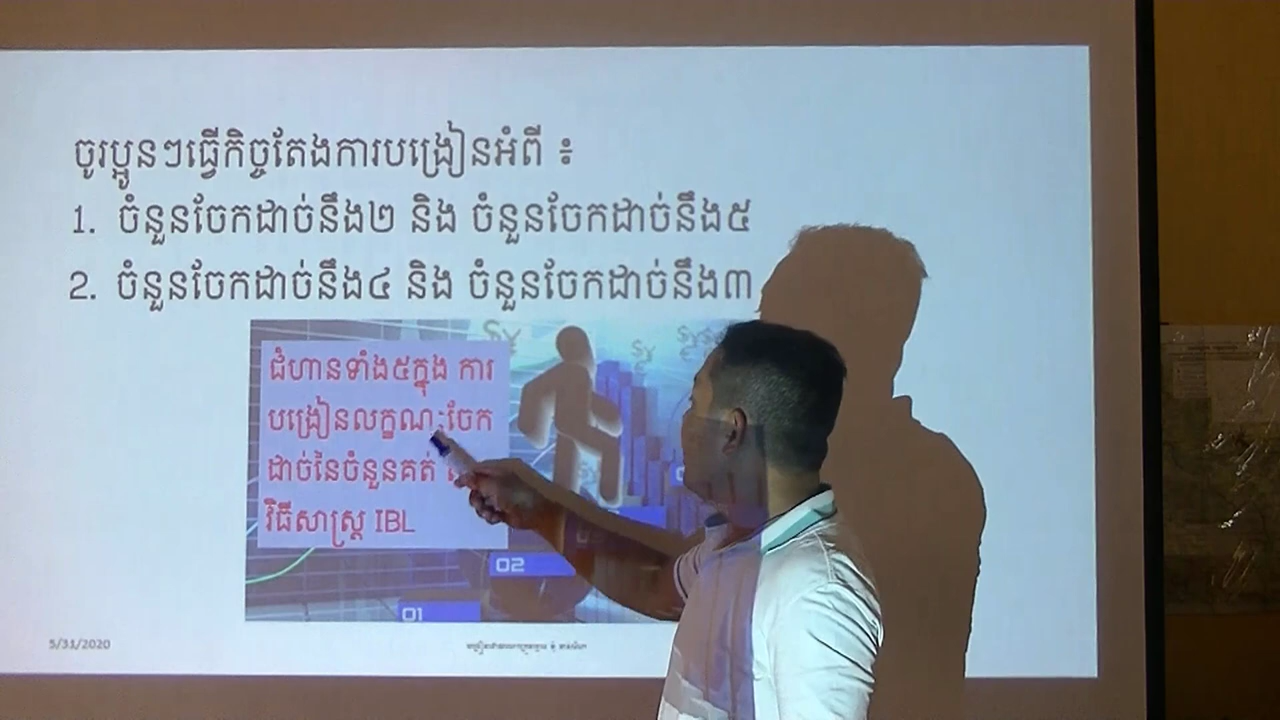 ចូរប្អូនៗធ្វើកិច្ចតែងការបង្រៀនអំពី ៖
1. ចំនួនចែកដាច់នឹង២ និង ចំនួនចែកដាច់នឹង៥
2. ចំនួនចែកដាច់នឹង៤ និង ចំនួនចែកដាច់នឹង៣
ជំហានទាំង៥ក្នុង ការ
បង្រៀនលក្ខណៈចែក
ដាច់នៃចំនួនគត់
វិធីសាស្ត្រ IBL
02
01
5/31/2020